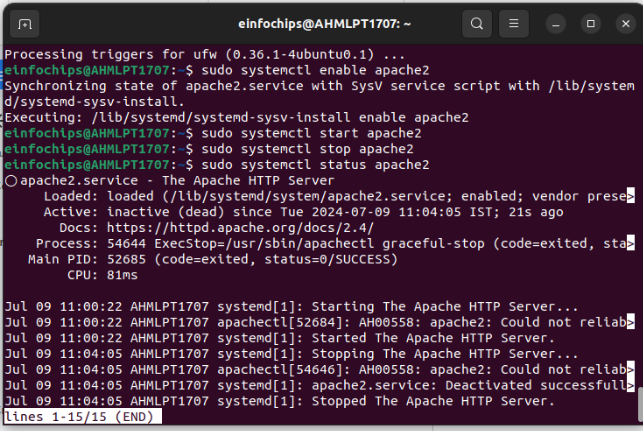 einfochips@AHMLPT1707: ~
Processing triggers for ufw (0.36.1-4ubuntu0.1) ...
einfochips@AHMLPT1707:~$ sudo systemctl enable apache2
Synchronizing state of apache2.service with SysV service script with /lib/system
d/systemd-sysv-install.
Executing: /lib/systemd/systemd-sysv-install enable apache2
einfochips@AHMLPT1707:~$ sudo systemctl start apache2
einfochips@AHMLPT1707:~$ sudo systemctl stop apache2
einfochips@AHMLPT1707:~$ sudo systemctl status apache2
○ apache2.service - The Apache HTTP Server
Loaded: loaded (/lib/systemd/system/apache2.service; enabled; vendor prese>
Active: inactive (dead) since Tue 2024-07-09 11:04:05 IST; 21s ago
Docs: https://httpd.apache.org/docs/2.4/
Process: 54644 ExecStop=/usr/sbin/apachectl graceful-stop (code=exited, sta>
Main PID: 52685 (code=exited, status=0/SUCCESS)
CPU: 81ms
Jul 09 11:00:22 AHMLPT1707 systemd[1]: Starting The Apache HTTP Server...
Jul 09 11:00:22 AHMLPT1707 apachectl[52684]: AH00558: apache2: Could not reliab>
Jul 09 11:00:22 AHMLPT1707 systemd[1]: Started The Apache HTTP Server.
Jul 09 11:04:05 AHMLPT1707 systemd[1]: Stopping The Apache HTTP Server...
Jul 09 11:04:05 AHMLPT1707 apachectl[54646]: AH00558: apache2: Could not reliab>
Jul 09 11:04:05 AHMLPT1707 systemd[1]: apache2.service: Deactivated successfull>
Jul 09 11:04:05 AHMLPT1707 systemd[1]: Stopped The Apache HTTP Server.
lines 1-15/15 (END)